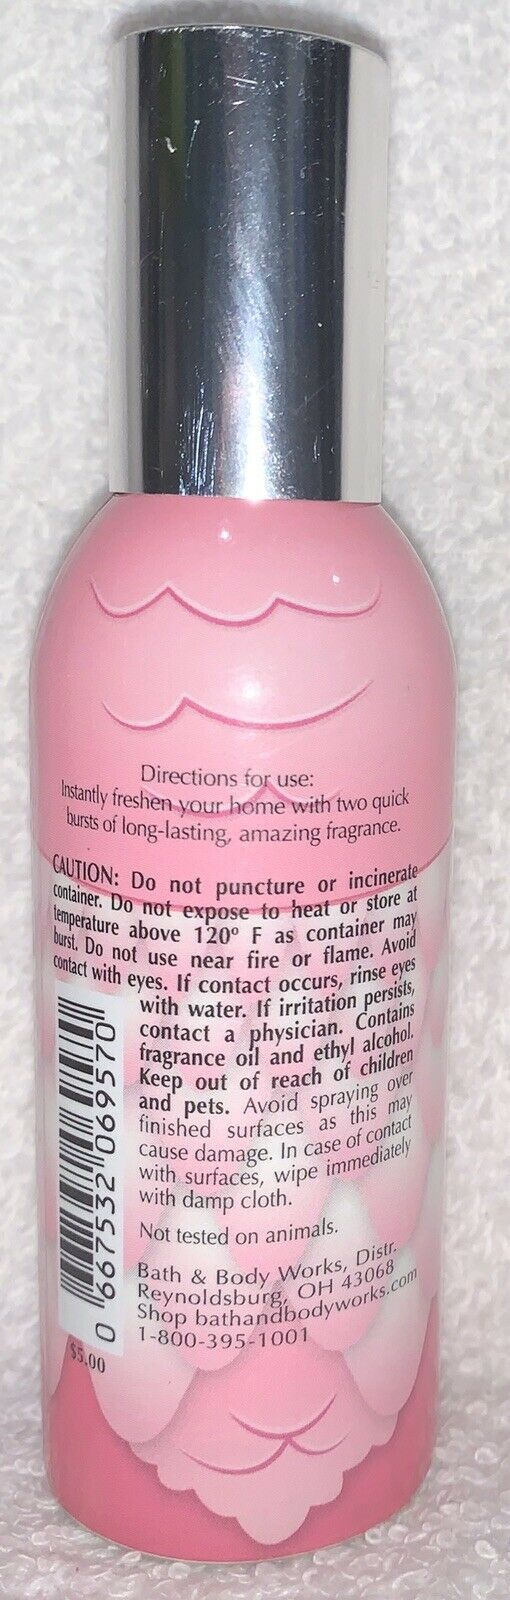 Directions for use:
Instantly freshen your home with two quick
bursts of long-lasting, amazing fragrance.
CAUTION: Do not puncture or incinerate
container. Do not expose to heat or store at
temperature above 120º F as container may
burst. Do not use near fire or flame. Avoid
contact with eyes. If contact occurs, rinse eyes
with water. If irritation persists,
contact a physician. Contains
fragrance oil and ethyl alcohol.
Keep out of reach of children
and pets. Avoid spraying over
finished surfaces as this may
cause damage. In case of contact
with surfaces, wipe immediately
with damp cloth.
Not tested on animals.
Bath & Body Works, Distr.
Reynoldsburg, OH 43068
Shop bathandbodyworks.com
1-800-395-1001
0 667532 069570
$5.00